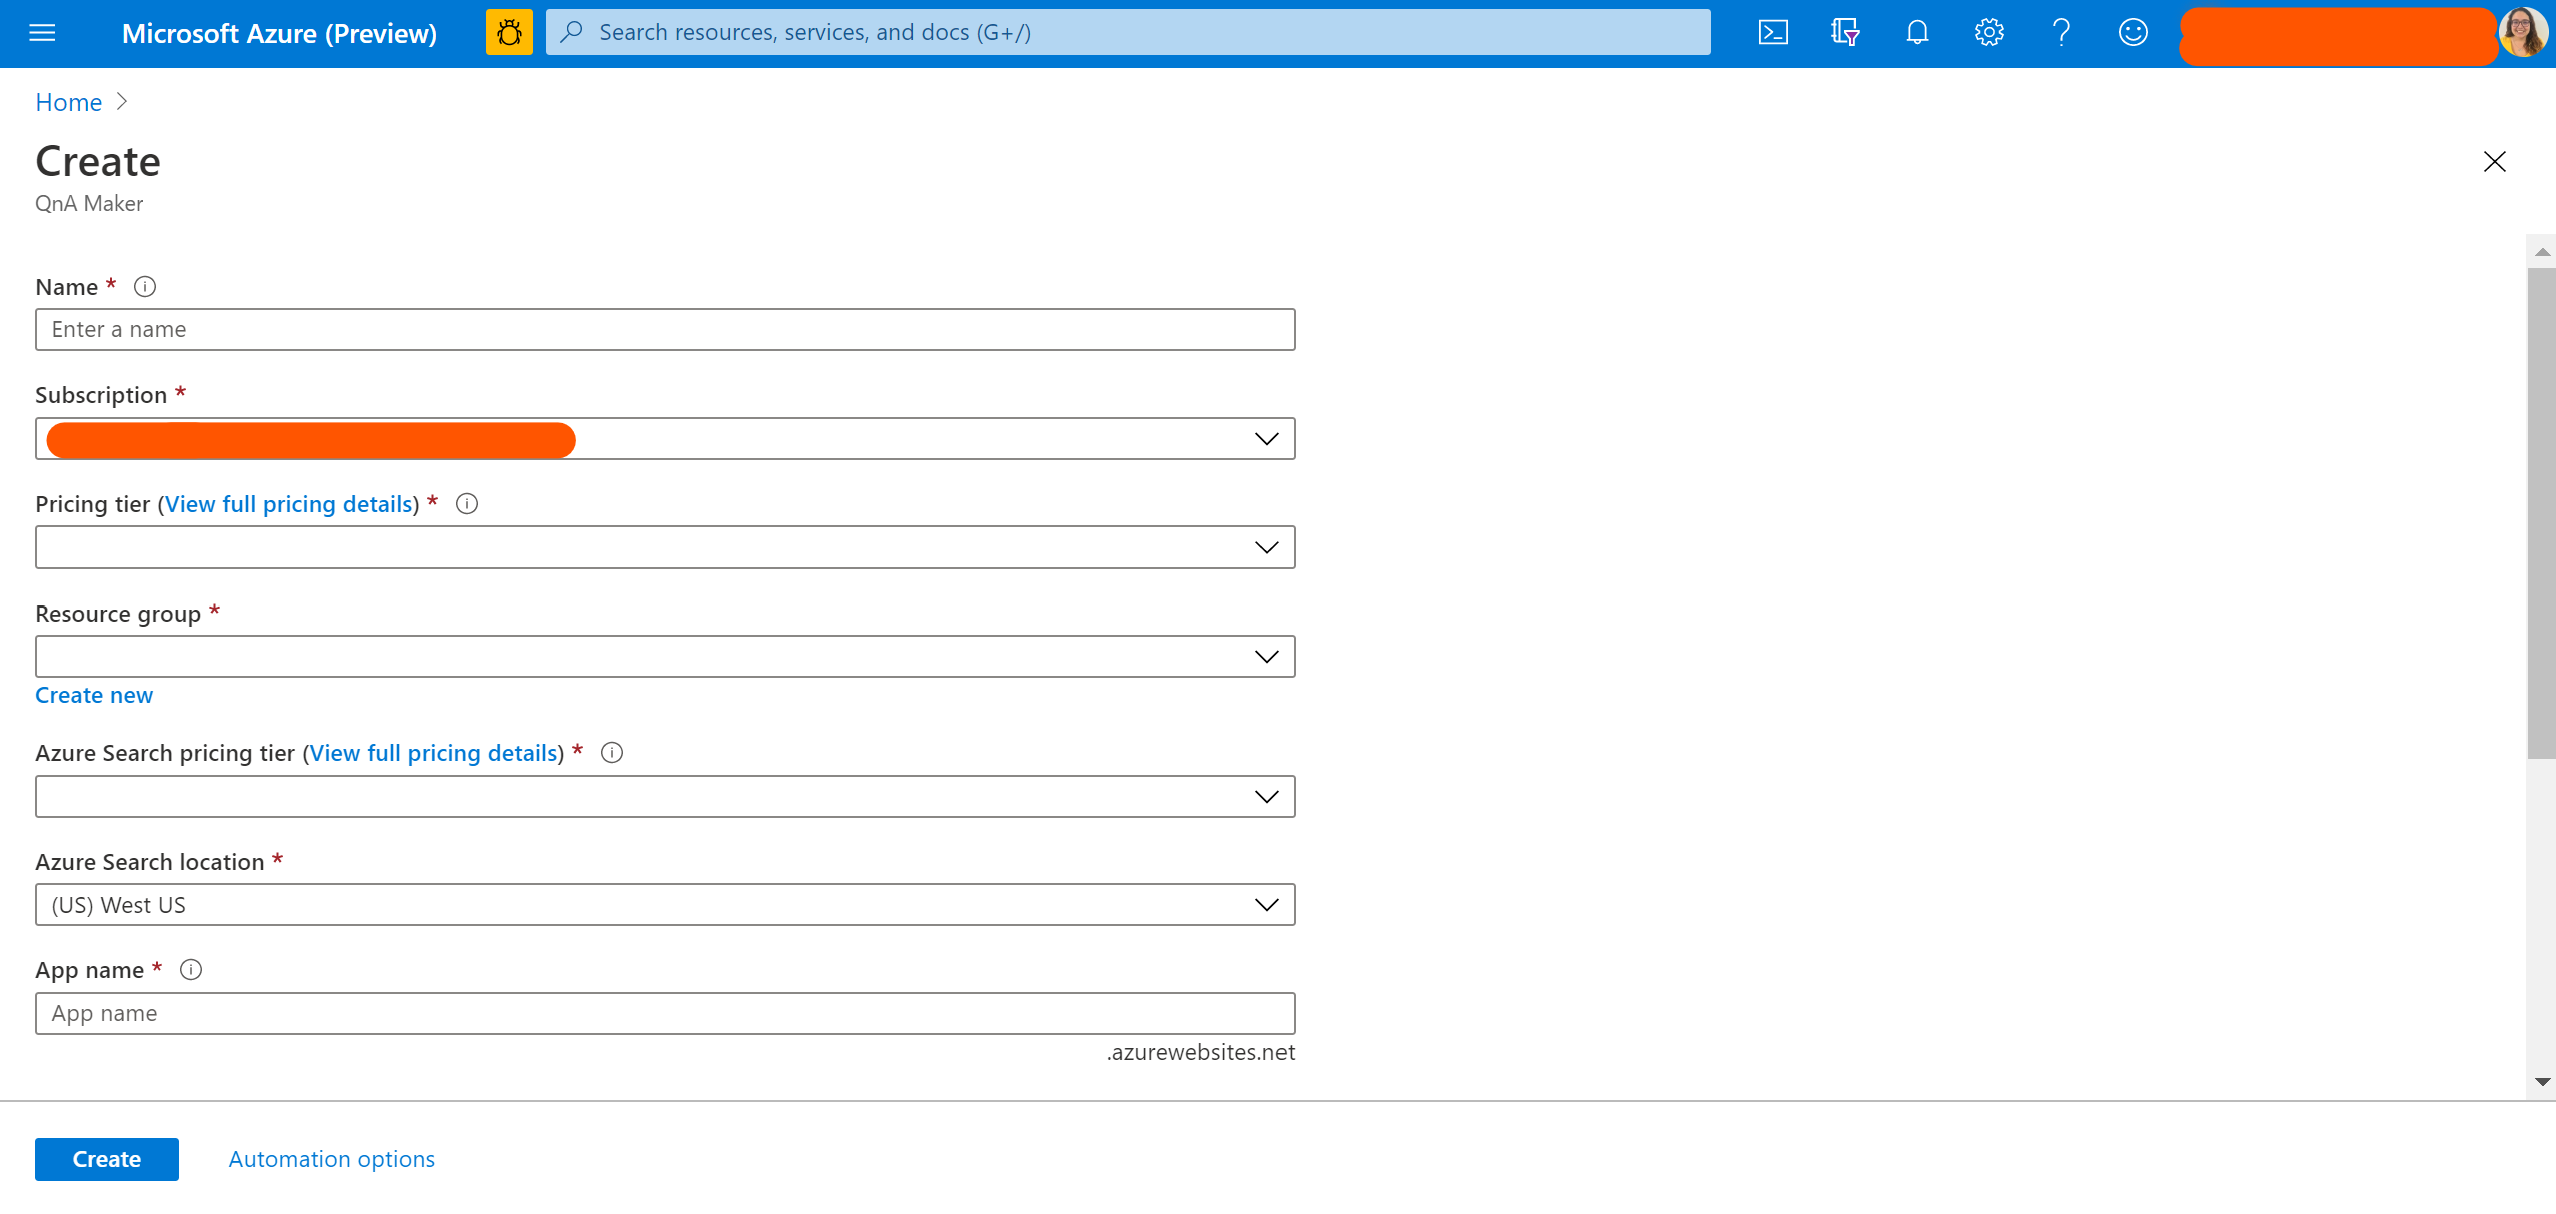 Microsoft Azure (Preview)
Search resources, services, and docs (G+/)
Home
Create
QnA Maker
Name *
Enter a name
Subscription *
Pricing tier (View full pricing details) *
Resource group *
Create new
Azure Search pricing tier (View full pricing details) *
Azure Search location *
(US) West US
App name *
App name
.azurewebsites.net
Create
Automation options